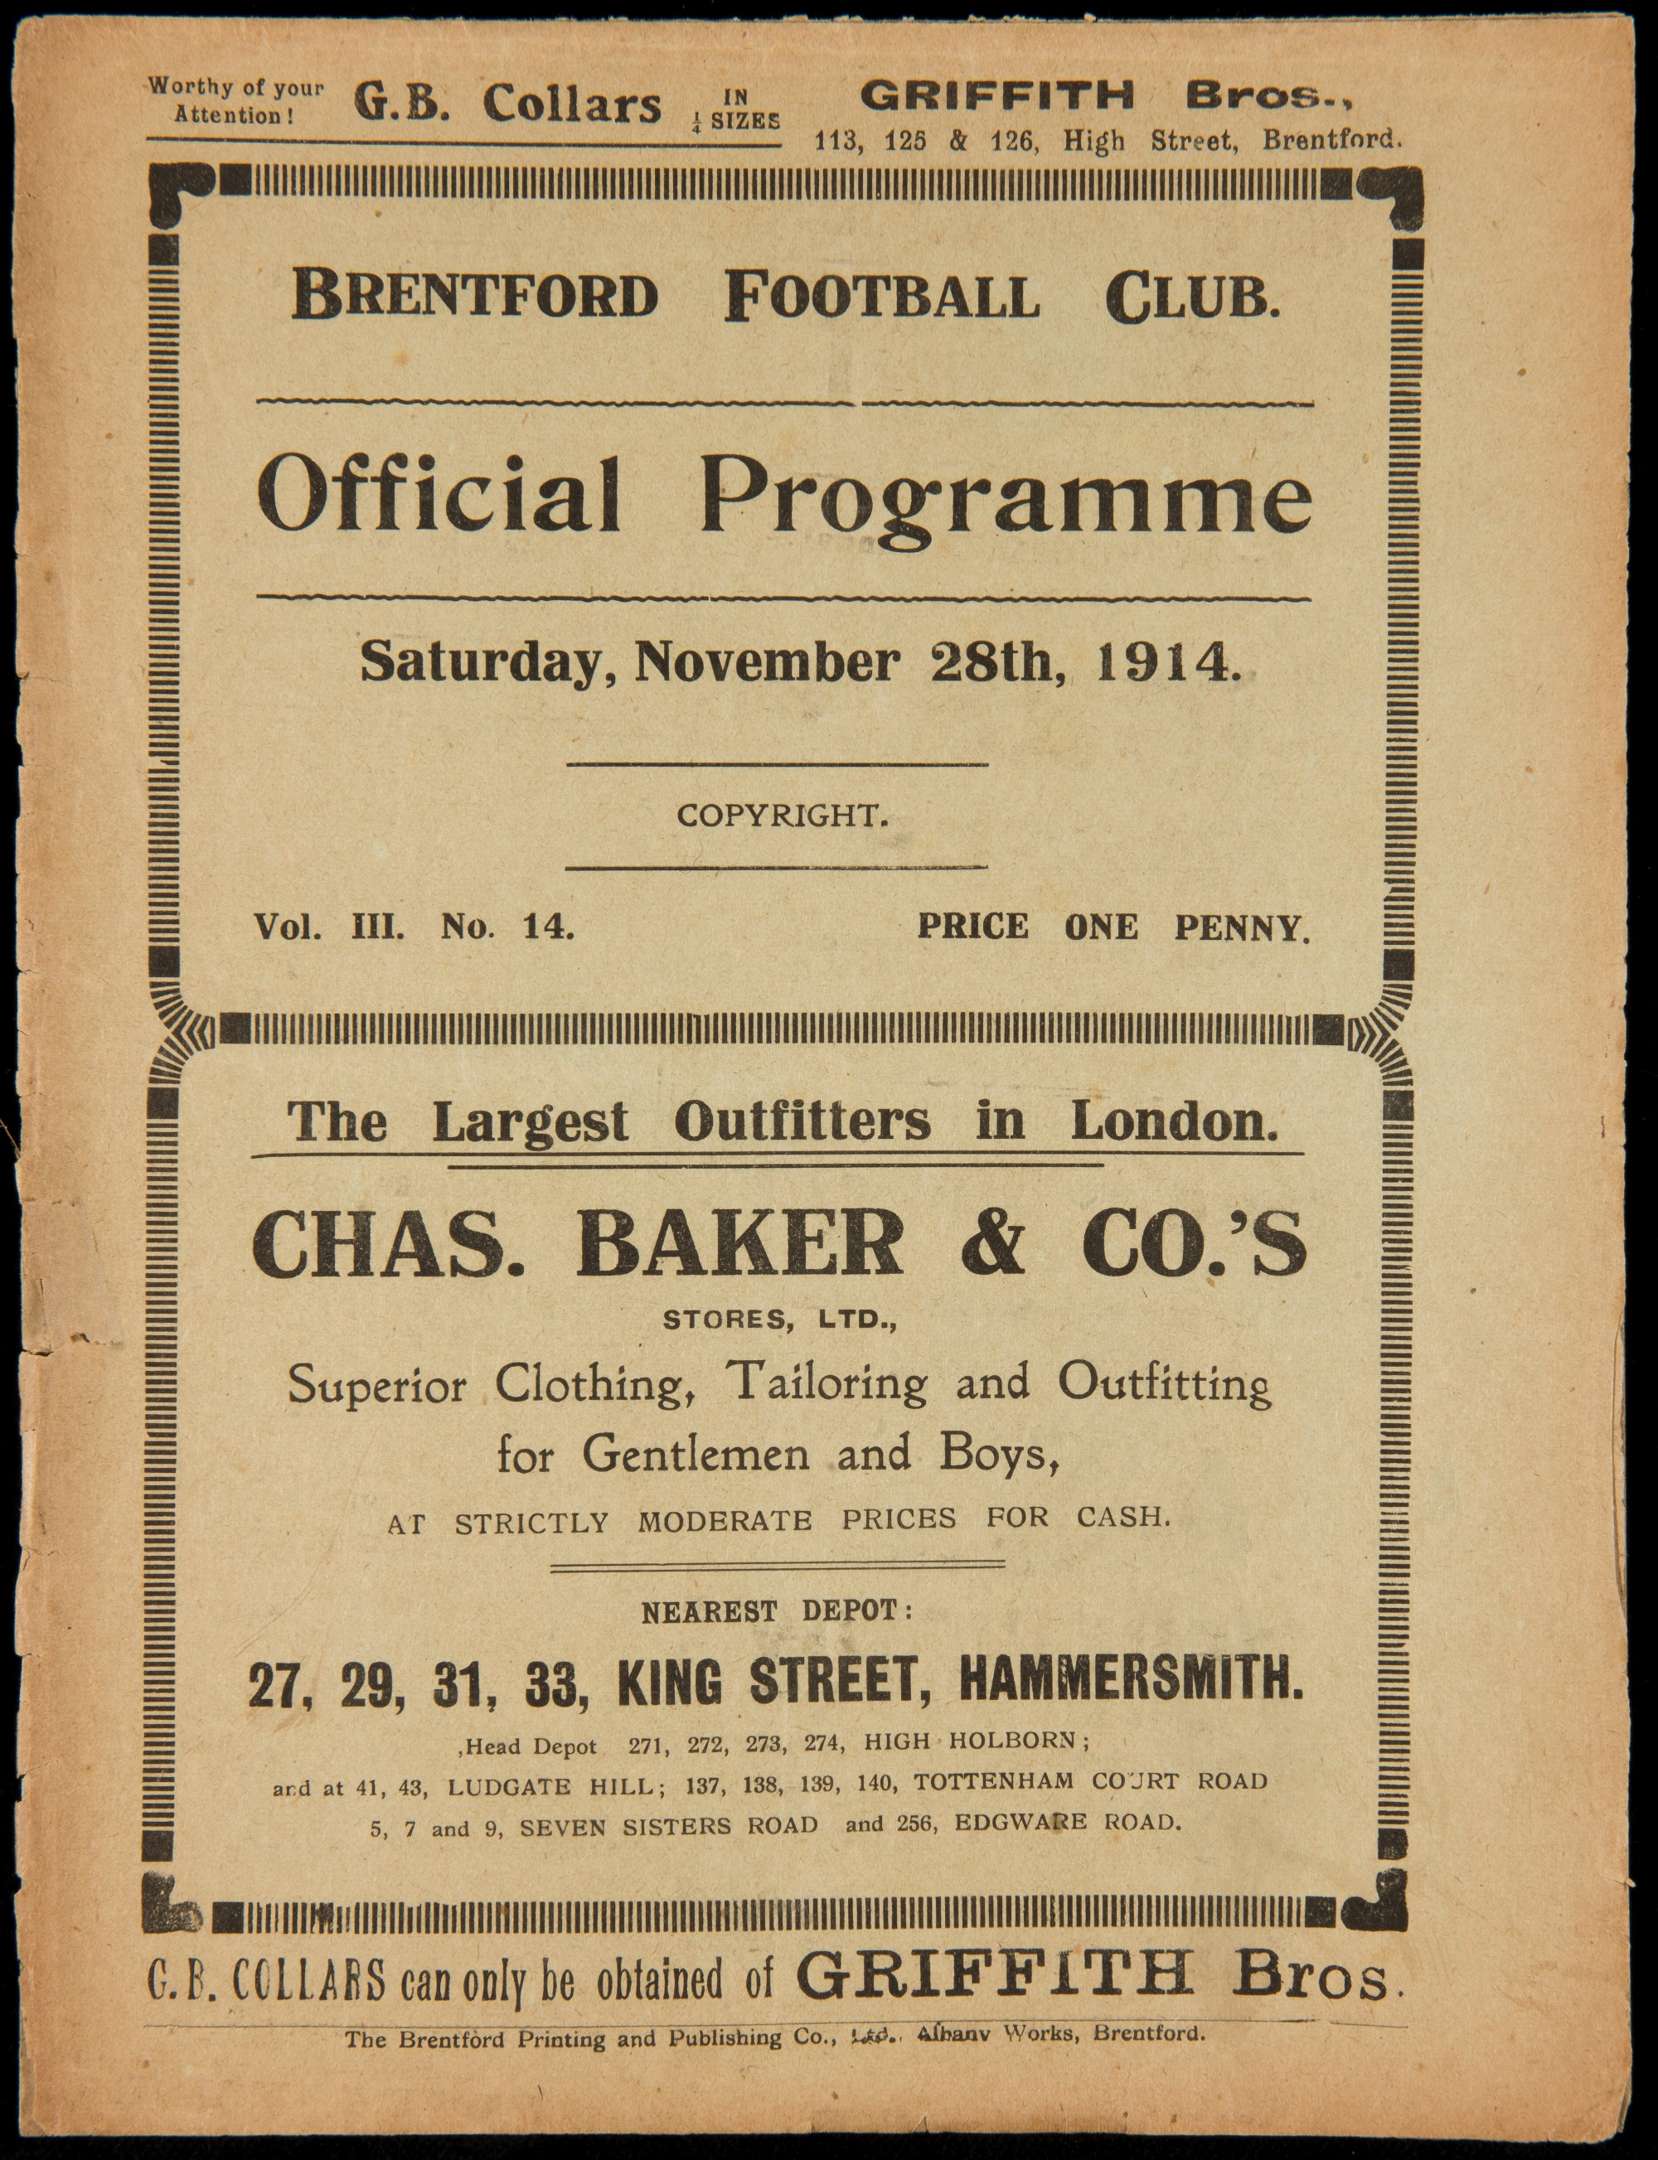 Worthy of your Attention! G.B. Collars IN ¼ SIZES
GRIFFITH Bros.,
113, 125 & 126, High Street, Brentford.
BRENTFORD FOOTBALL CLUB.
Official Programme
Saturday, November 28th, 1914.
COPYRIGHT.
Vol. III. No. 14. PRICE ONE PENNY.
The Largest Outfitters in London.
CHAS. BAKER & CO.'S
STORES, LTD.,
Superior Clothing, Tailoring and Outfitting
for Gentlemen and Boys,
AT STRICTLY MODERATE PRICES FOR CASH.
NEAREST DEPOT:
27, 29, 31, 33, KING STREET, HAMMERSMITH.
Head Depot 271, 272, 273, 274, HIGH HOLBORN;
and at 41, 43, LUDGATE HILL; 137, 138, 139, 140, TOTTENHAM COURT ROAD
5, 7 and 9, SEVEN SISTERS ROAD and 256, EDGWARE ROAD.
G.B. COLLARS can only be obtained of GRIFFITH Bros.
The Brentford Printing and Publishing Co., Ltd., Albany Works, Brentford.